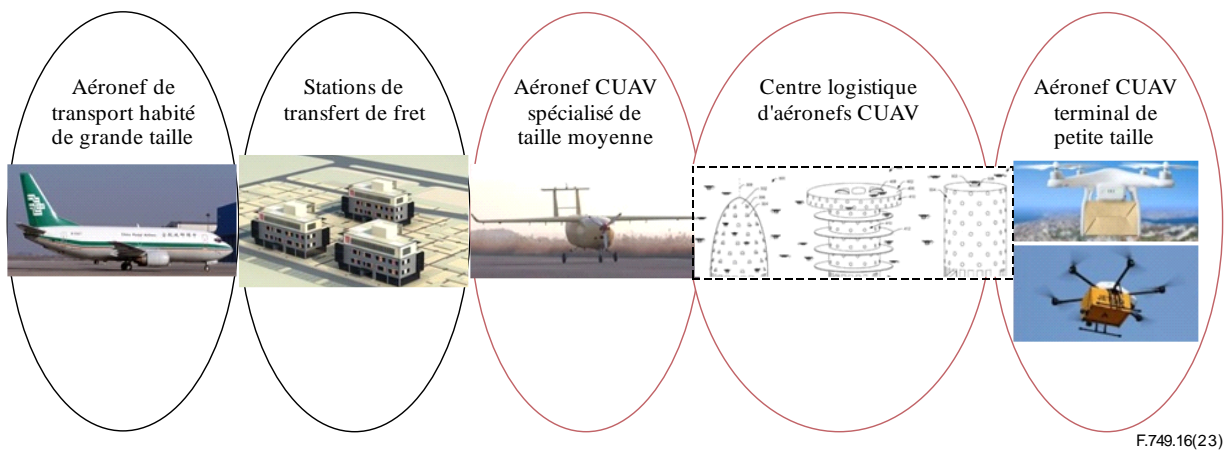 Aéronef de
transport habité
de grande taille
Stations de
transfert de fret
Aéronef CUAV
spécialisé de
taille moyenne
Centre logistique
d'aéronefs CUAV
Aéronef CUAV
terminal de
petite taille
F.749.16(23)